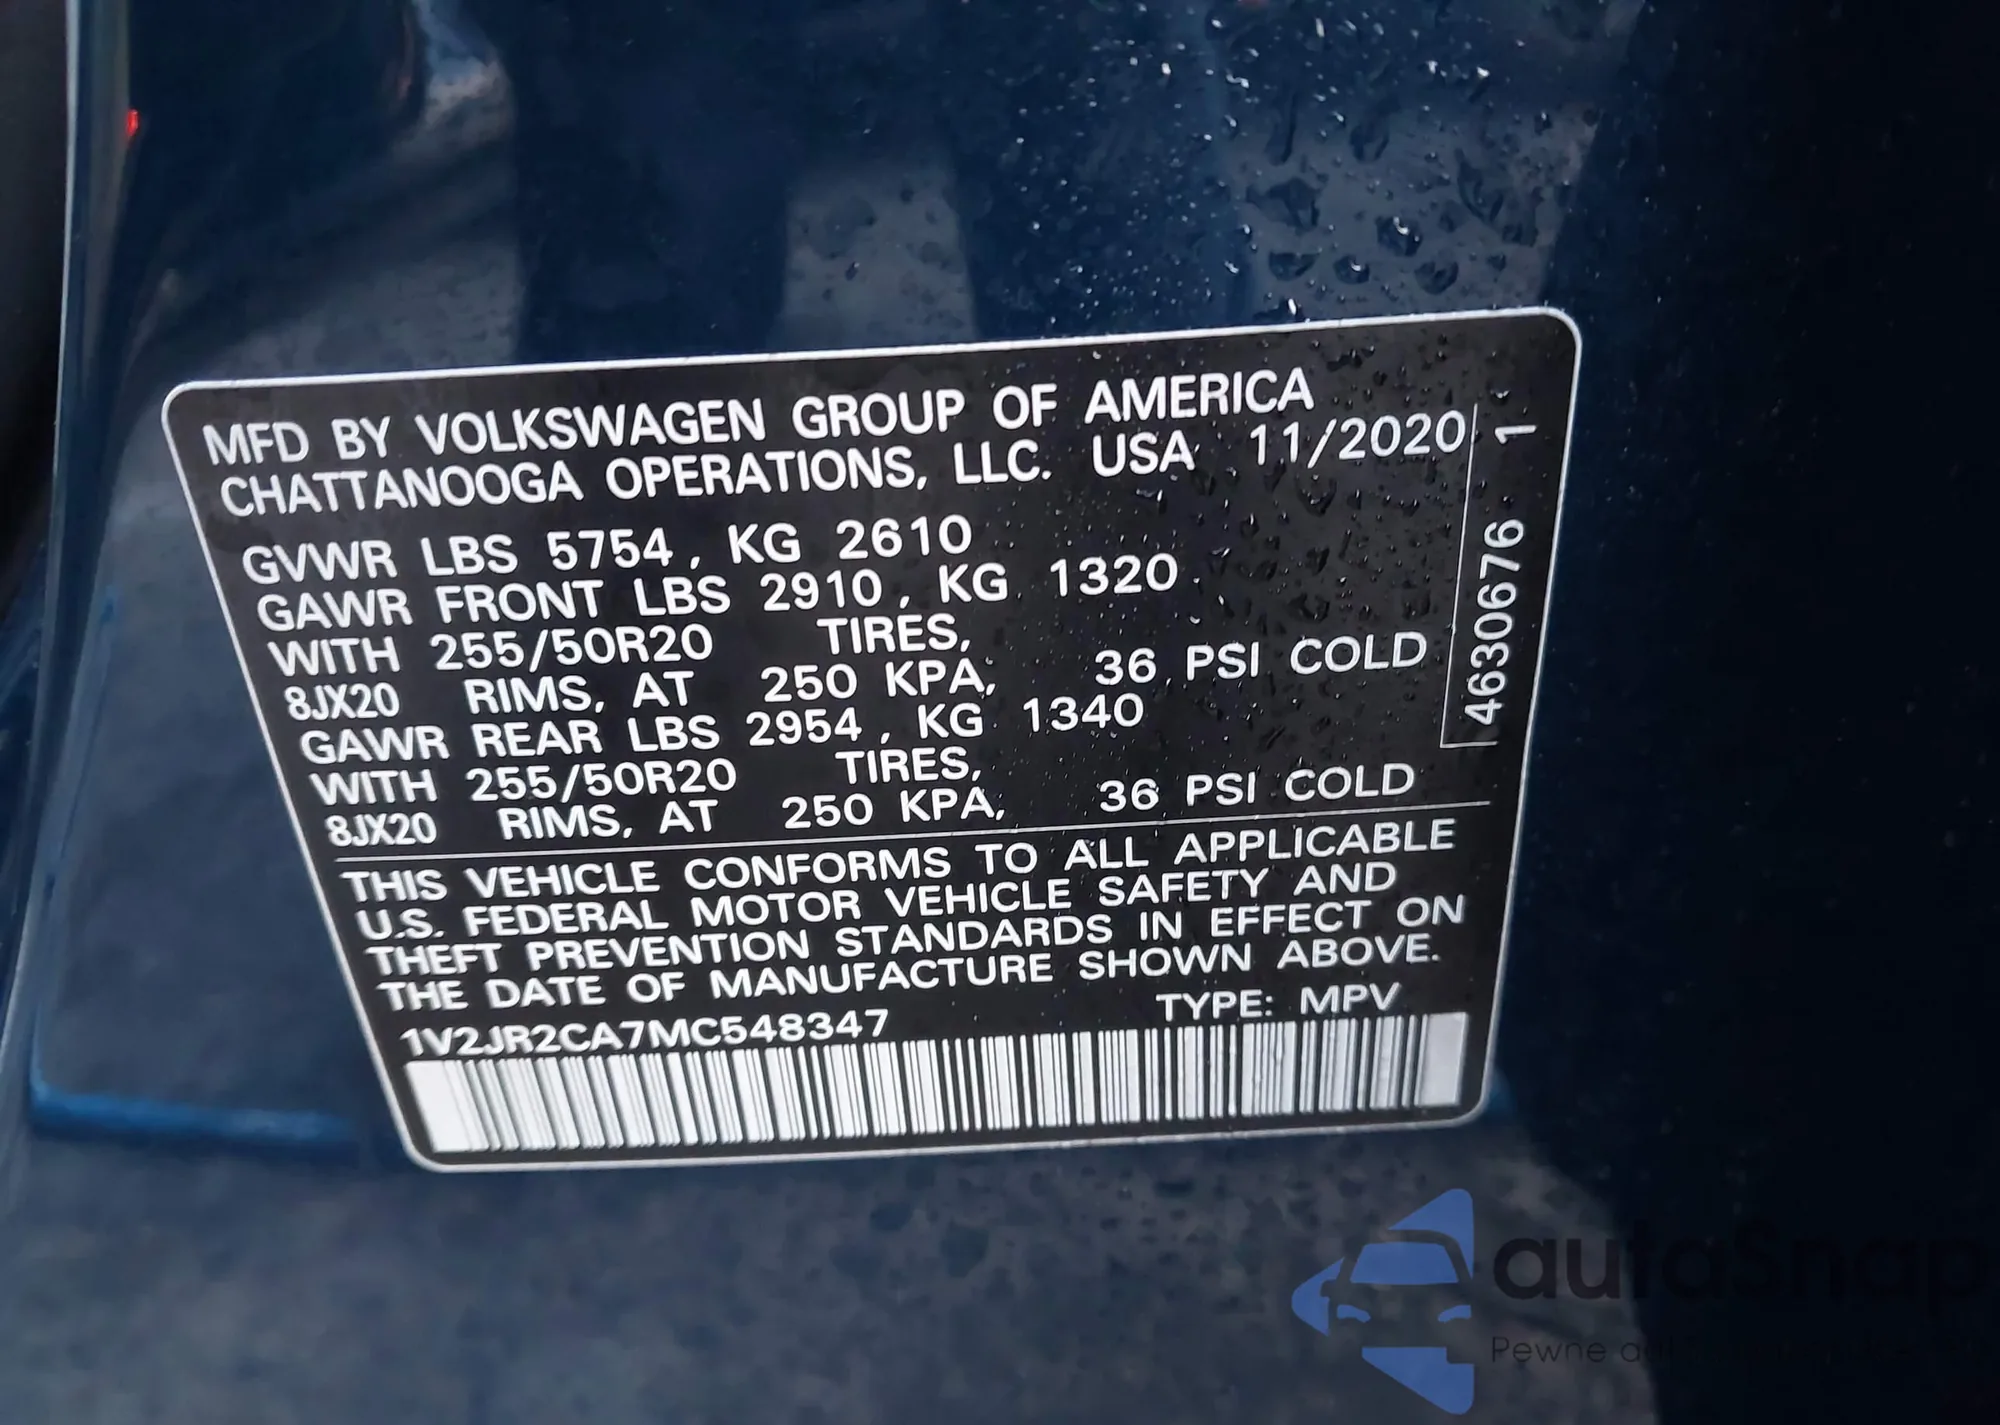 MFD BY VOLKSWAGEN GROUP OF AMERICA
CHATTANOOGA OPERATIONS, LLC. USA 11/2020
GVWR LBS 5754, KG 2610
GAWR FRONT LBS 2910, KG 1320
WITH 255/50R20 TIRES,
8JX20 RIMS, AT 250 KPA, 36 PSI COLD
GAWR REAR LBS 2954, KG 1340
WITH 255/50R20 TIRES,
8JX20 RIMS, AT 250 KPA, 36 PSI COLD
4630676 1
THIS VEHICLE CONFORMS TO ALL APPLICABLE
U.S. FEDERAL MOTOR VEHICLE SAFETY AND
THEFT PREVENTION STANDARDS IN EFFECT ON
THE DATE OF MANUFACTURE SHOWN ABOVE.
1V2JR2CA7MC548347 TYPE: MPV
autoSnap
Pewne